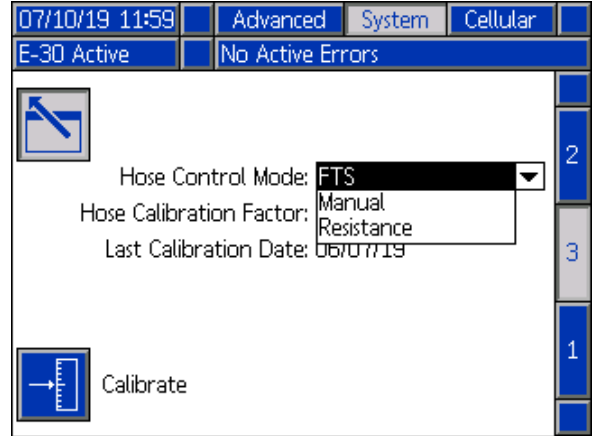 07/10/19 11:59 Advanced System Cellular
E-30 Active No Active Errors
2
Hose Control Mode: FTS
Manual
Hose Calibration Factor:
Resistance
Last Calibration Date: 06/07/19
3
1
Calibrate